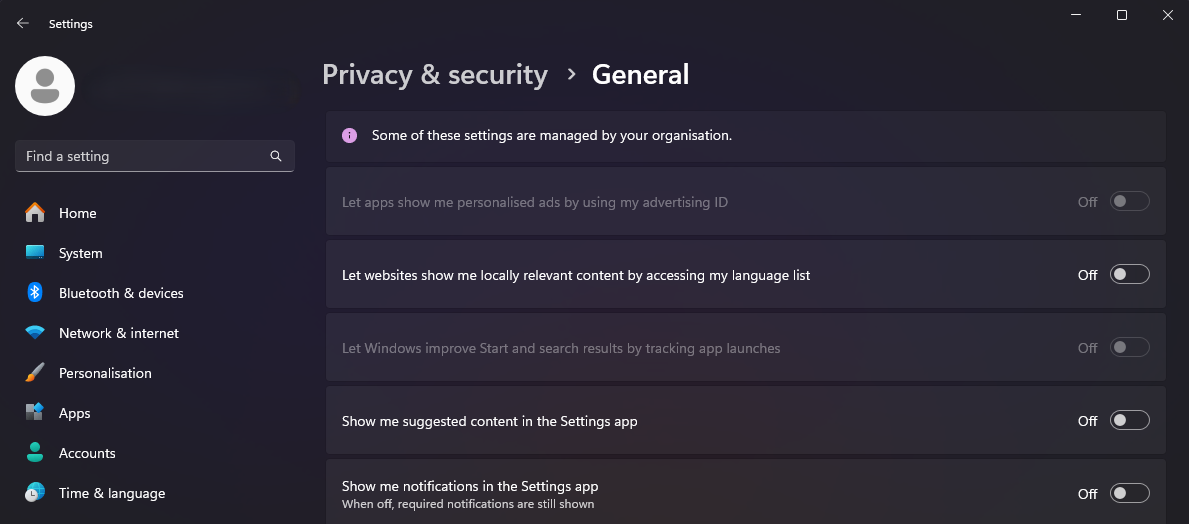 Settings
Find a setting
Home
System
Bluetooth & devices
Network & internet
Personalisation
Apps
Accounts
Time & language
Privacy & security › General
Some of these settings are managed by your organisation.
Let apps show me personalised ads by using my advertising ID Off
Let websites show me locally relevant content by accessing my language list Off
Let Windows improve Start and search results by tracking app launches Off
Show me suggested content in the Settings app Off
Show me notifications in the Settings app Off
When off, required notifications are still shown